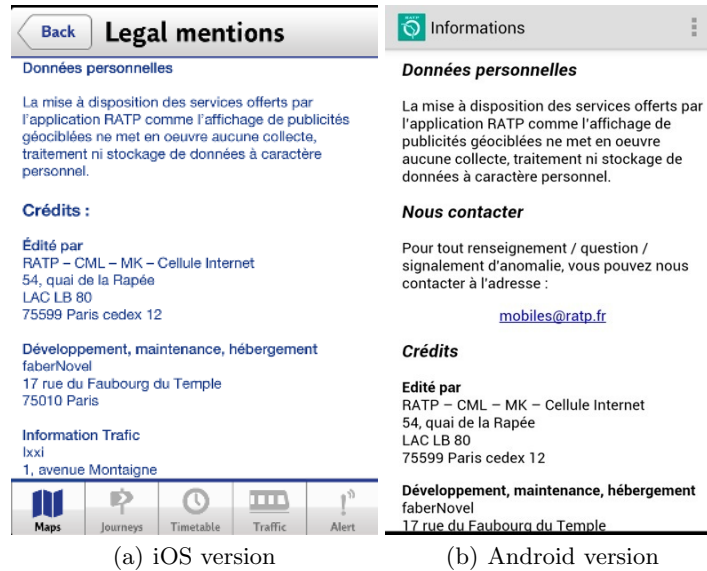 Back
Legal mentions
Données personnelles
La mise à disposition des services offerts par
l'application RATP comme l'affichage de publicités
géociblées ne met en oeuvre aucune collecte,
traitement ni stockage de données à caractère
personnel.
Crédits :
Édité par
RATP – CML – MK – Cellule Internet
54, quai de la Rapée
LAC LB 80
75599 Paris cedex 12
Développement, maintenance, hébergement
faberNovel
17 rue du Faubourg du Temple
75010 Paris
Information Trafic
Ixxi
1, avenue Montaigne
Maps
Journeys
Timetable
Traffic
Alert
(a) iOS version
RATP
Informations
Données personnelles
La mise à disposition des services offerts par
l'application RATP comme l'affichage de
publicités géociblées ne met en oeuvre
aucune collecte, traitement ni stockage de
données à caractère personnel.
Nous contacter
Pour tout renseignement / question /
signalement d'anomalie, vous pouvez nous
contacter à l'adresse :
mobiles@ratp.fr
Crédits
Edité par
RATP – CML – MK – Cellule Internet
54, quai de la Rapée
LAC LB 80
75599 Paris cedex 12
Développement, maintenance, hébergement
faberNovel
17 rue du Faubourg du Temple
(b) Android version